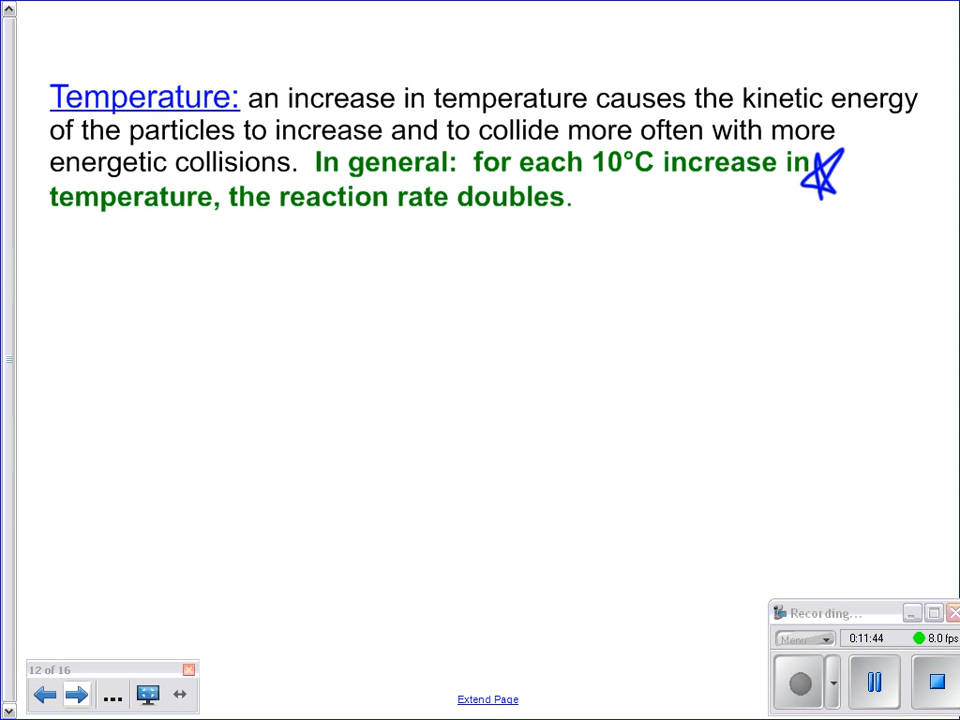 Temperature: an increase in temperature causes the kinetic energy
of the particles to increase and to collide more often with more
energetic collisions. In general: for each 10°C increase in
temperature, the reaction rate doubles.
Recording...
Menu 0:11:44 8.0 fps
12 of 16
...
Extend Page